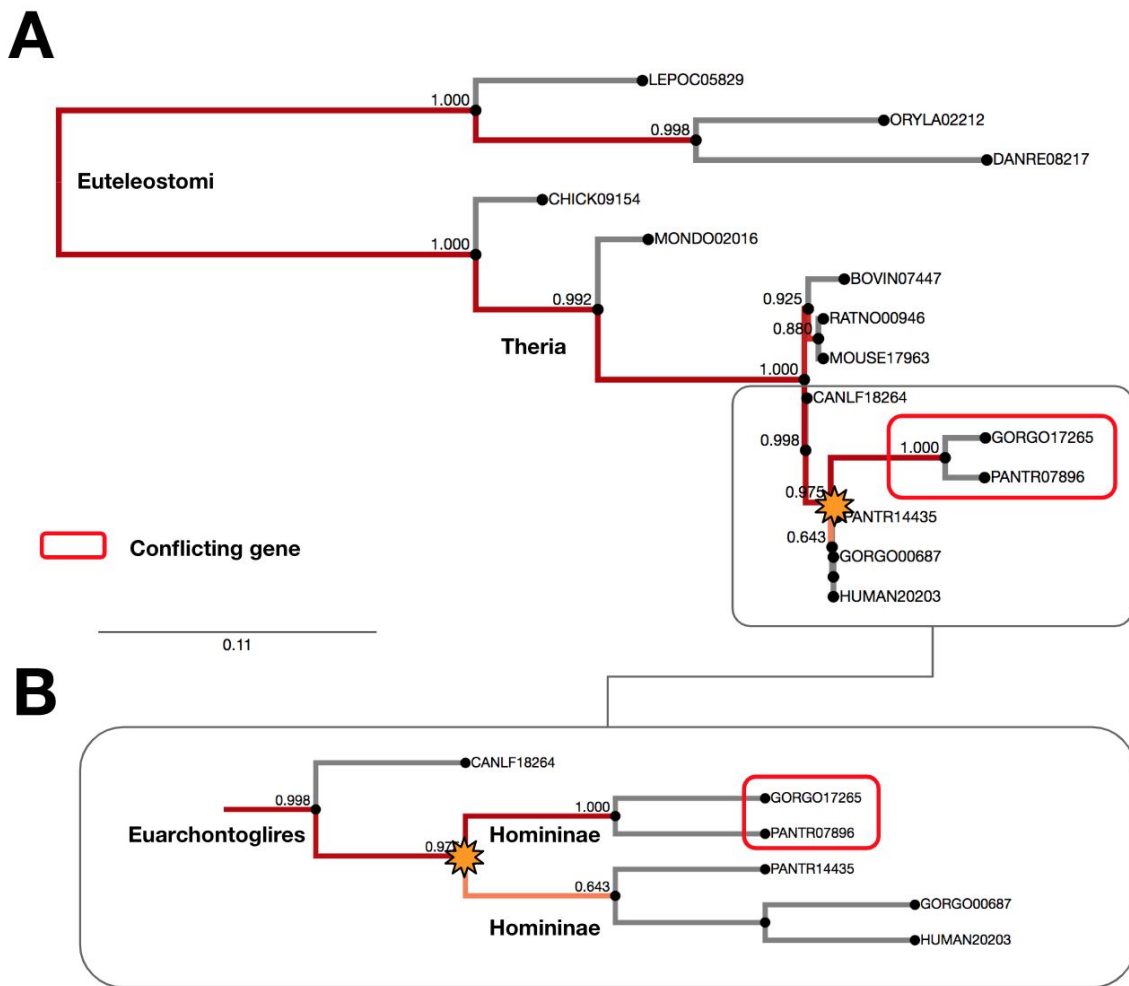 A
LEPOC05829
1.000
ORYLA02212
0.998
DANRE08217
Euteleostomi
CHICK09154
1.000
MONDO02016
BOVIN07447
0.992
0.925
RATNO00946
0.880
Theria
MOUSE17963
1.000
CANLF18264
0.998
GORGO17265
1.000
PANTR07896
0.975
PANTR14435
0.643
Conflicting gene
GORGO00687
HUMAN20203
0.11
B
CANLF18264
0.998
GORGO17265
1.000
Euarchontoglires
Homininae
PANTR07896
PANTR14435
0.643
GORGO00687
Homininae
HUMAN20203